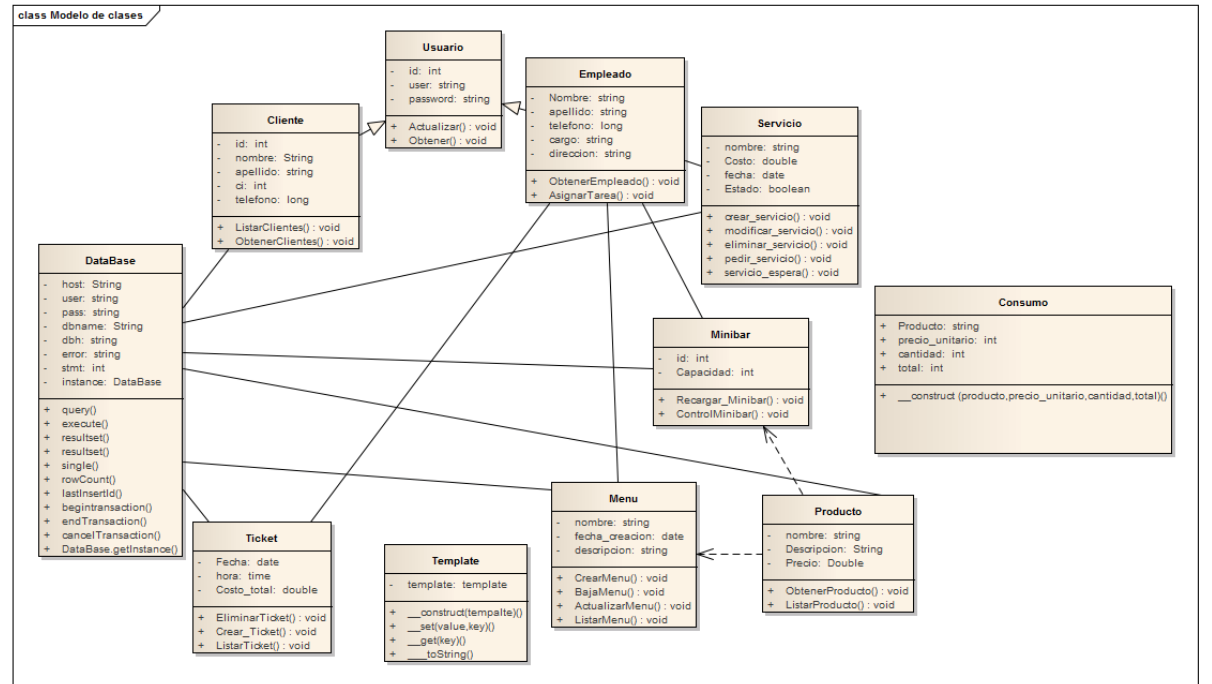 class Modelo de clases
Usuario
- id: int
- user: string
- password: string
+ Actualizar() : void
+ Obtener() : void
Empleado
- Nombre: string
- apellido: string
- telefono: long
- cargo: string
- direccion: string
+ ObtenerEmpleado() : void
+ AsignarTarea() : void
Cliente
- id: int
- nombre: String
- apellido: string
- ci: int
- telefono: long
+ ListarClientes() : void
+ ObtenerClientes() : void
Servicio
- nombre: string
- Costo: double
- fecha: date
- Estado: boolean
+ crear_servicio() : void
+ modificar_servicio() : void
+ eliminar_servicio() : void
+ pedir_servicio() : void
+ servicio_espera() : void
DataBase
- host: String
- user: string
- pass: string
- dbname: String
- dbh: string
- error: string
- stmt: int
- instance: DataBase
+ query()
+ execute()
+ resultset()
+ resultset()
+ single()
+ rowCount()
+ lastInsertId()
+ begintransaction()
+ endTransaction()
+ cancelTransaction()
+ DataBase.getInstance()
Consumo
+ Producto: string
+ precio_unitario: int
+ cantidad: int
+ total: int
+ __construct (producto,precio_unitario,cantidad,total)()
Minibar
- id: int
- Capacidad: int
+ Recargar_Minibar() : void
+ ControlMinibar() : void
Menu
- nombre: string
- fecha_creacion: date
- descripcion: string
+ CrearMenu() : void
+ BajaMenu() : void
+ ActualizarMenu() : void
+ ListarMenu() : void
Producto
- nombre: string
- Descripcion: String
- Precio: Double
+ ObtenerProducto() : void
+ ListarProducto() : void
Ticket
- Fecha: date
- hora: time
- Costo_total: double
+ EliminarTicket() : void
+ Crear_Ticket() : void
+ ListarTicket() : void
Template
- template: template
+ __construct(tempalte)()
+ __set(value,key)()
+ __get(key)()
+ ___toString()